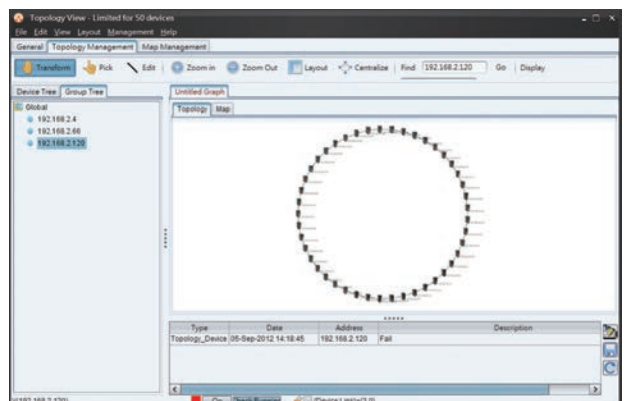 Topology View - Limited for 50 devices
File Edit View Layout Management Help
General Topology Management Map Management
Transform Pick Edit Zoom in Zoom Out Layout Centralize Find 192.168.2.120 Go Display
Device Tree Group Tree Untitled Graph
Global Topology Map
192.168.2.4
192.168.2.66
192.168.2.120
Type Date Address Description
Topology_Device 05-Sep-2012 14:18:45 192.168.2.120 Fail